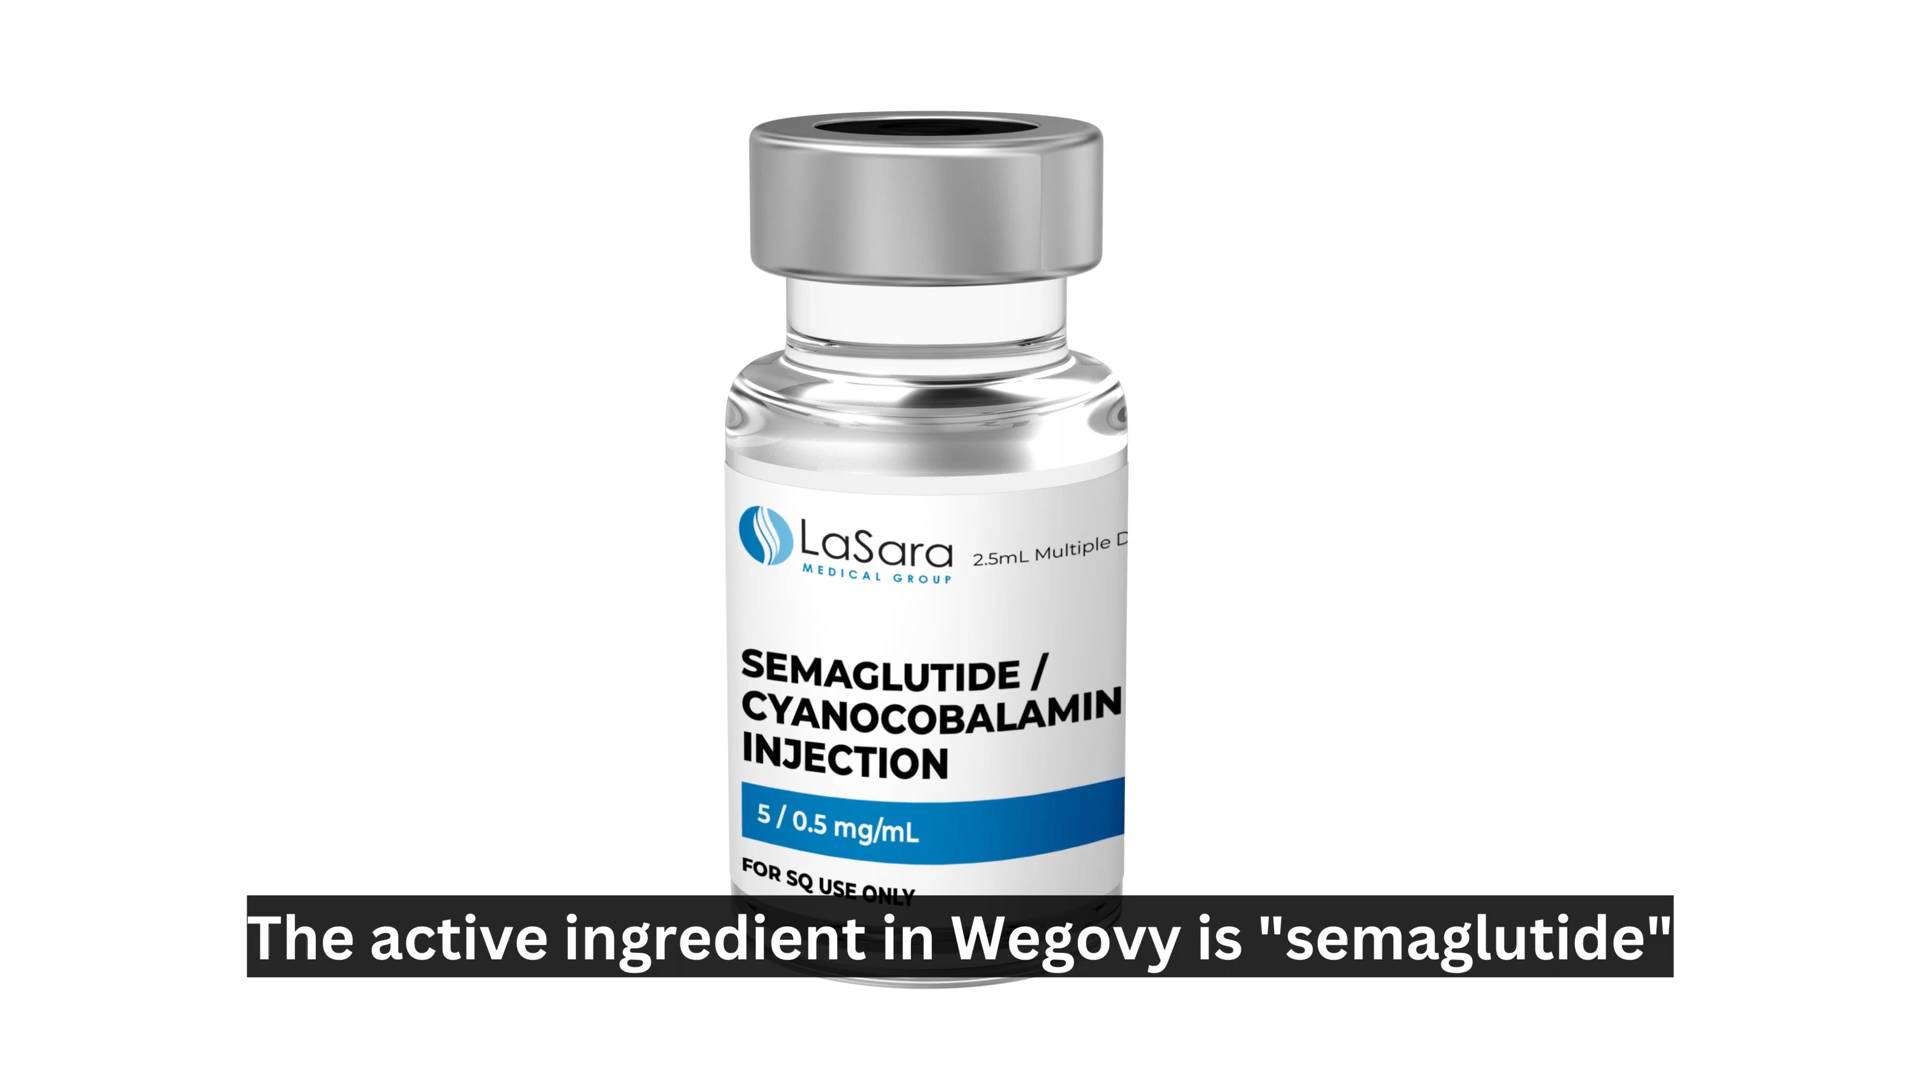 LaSara
MEDICAL GROUP
2.5mL Multiple
SEMAGLUTIDE /
CYANOCOBALAMIN
INJECTION
5 / 0.5 mg/mL
FOR SQ USE ONLY
The active ingredient in Wegovy is "semaglutide"